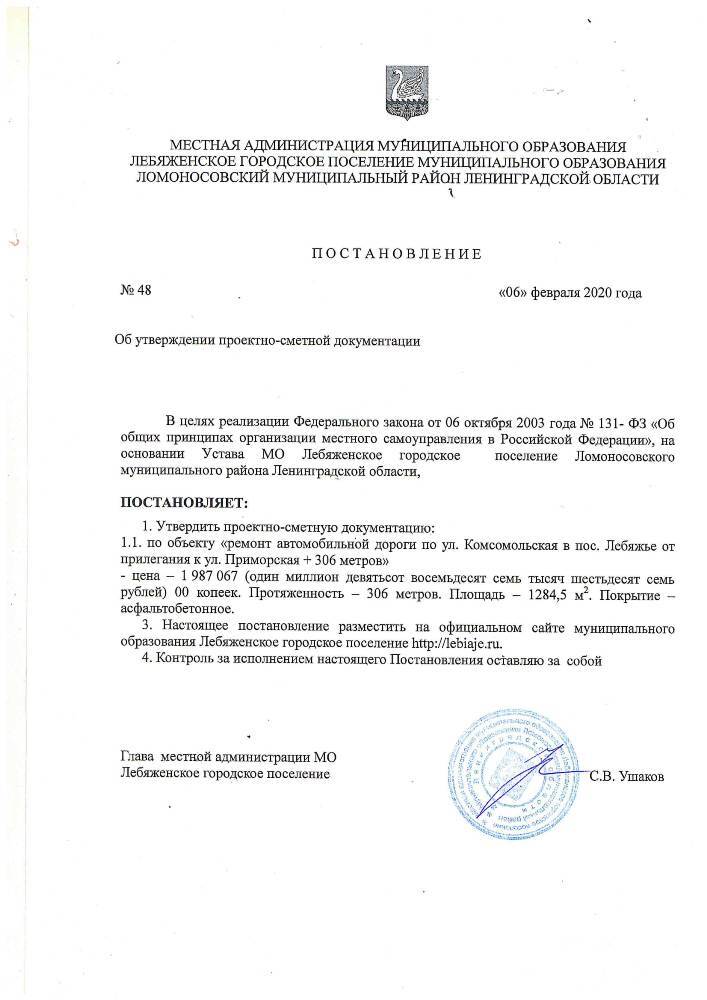 МЕСТНАЯ АДМИНИСТРАЦИЯ МУНИЦИПАЛЬНОГО ОБРАЗОВАНИЯ
ЛЕБЯЖЕНСКОЕ ГОРОДСКОЕ ПОСЕЛЕНИЕ МУНИЦИПАЛЬНОГО ОБРАЗОВАНИЯ
ЛОМОНОСОВСКИЙ МУНИЦИПАЛЬНЫЙ РАЙОН ЛЕНИНГРАДСКОЙ ОБЛАСТИ
ПОСТАНОВЛЕНИЕ
№ 48 «06» февраля 2020 года
Об утверждении проектно-сметной документации
В целях реализации Федерального закона от 06 октября 2003 года № 131- ФЗ «Об
общих принципах организации местного самоуправления в Российской Федерации», на
основании Устава МО Лебяженское городское поселение Ломоносовского
муниципального района Ленинградской области,
ПОСТАНОВЛЯЕТ:
1. Утвердить проектно-сметную документацию:
1.1. по объекту «ремонт автомобильной дороги по ул. Комсомольская в пос. Лебяжье от
прилегания к ул. Приморская + 306 метров»
- цена – 1 987 067 (один миллион девятьсот восемьдесят семь тысяч шестьдесят семь
рублей) 00 копеек. Протяженность – 306 метров. Площадь – 1284,5 м². Покрытие –
асфальтобетонное.
3. Настоящее постановление разместить на официальном сайте муниципального
образования Лебяженское городское поселение http://lebiaje.ru.
4. Контроль за исполнением настоящего Постановления оставляю за собой
Глава местной администрации МО
Лебяженское городское поселение
С.В. Ушаков